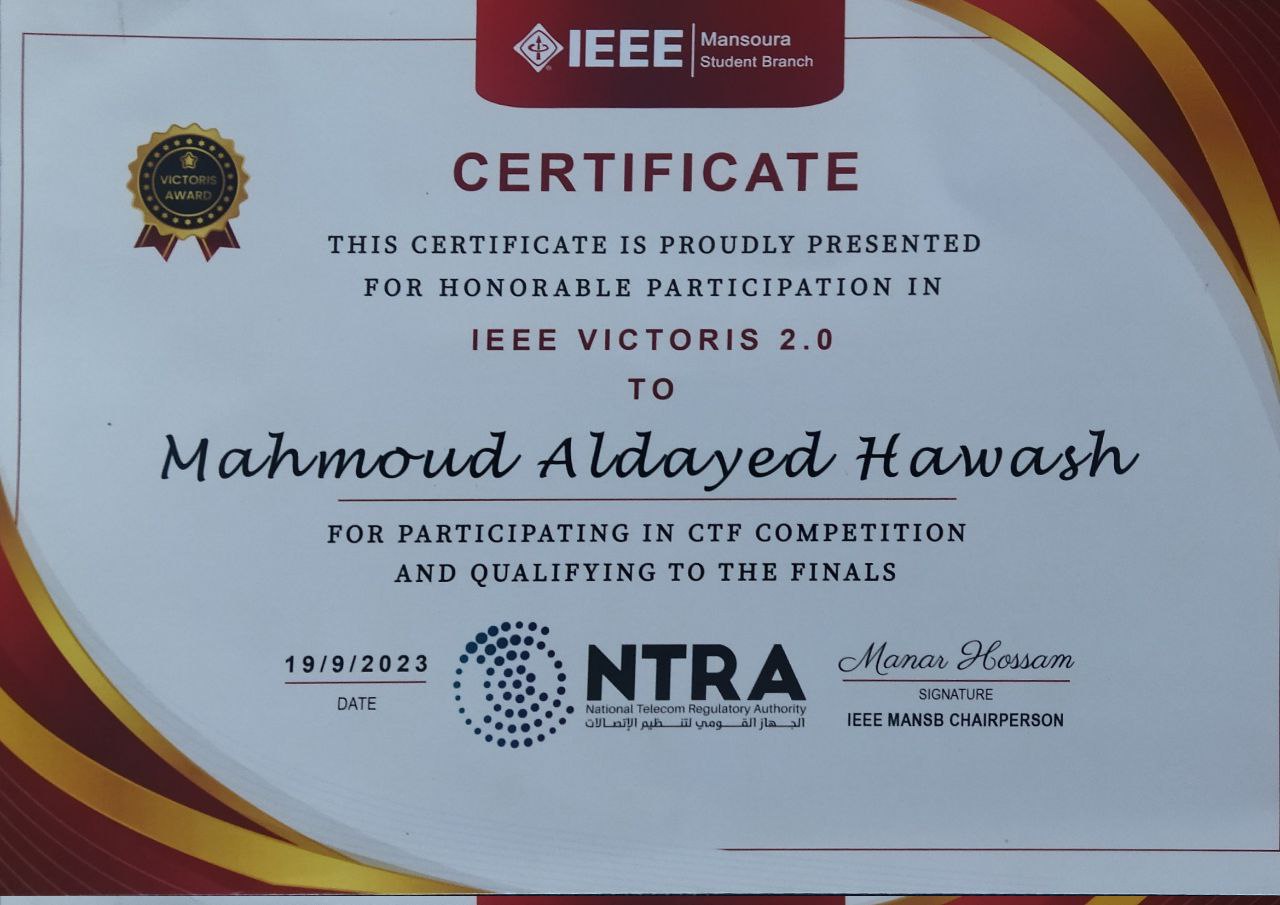 IEEE
Mansoura
Student Branch
VICTORIS
AWARD
CERTIFICATE
THIS CERTIFICATE IS PROUDLY PRESENTED
FOR HONORABLE PARTICIPATION IN
IEEE VICTORIS 2.0
TO
Mahmoud Aldayed Hawash
FOR PARTICIPATING IN CTF COMPETITION
AND QUALIFYING TO THE FINALS
19/9/2023
DATE
NTRA
National Telecom Regulatory Authority
الجهاز القومي لتنظيم الإتصالات
Manar Hossam
SIGNATURE
IEEE MANSB CHAIRPERSON